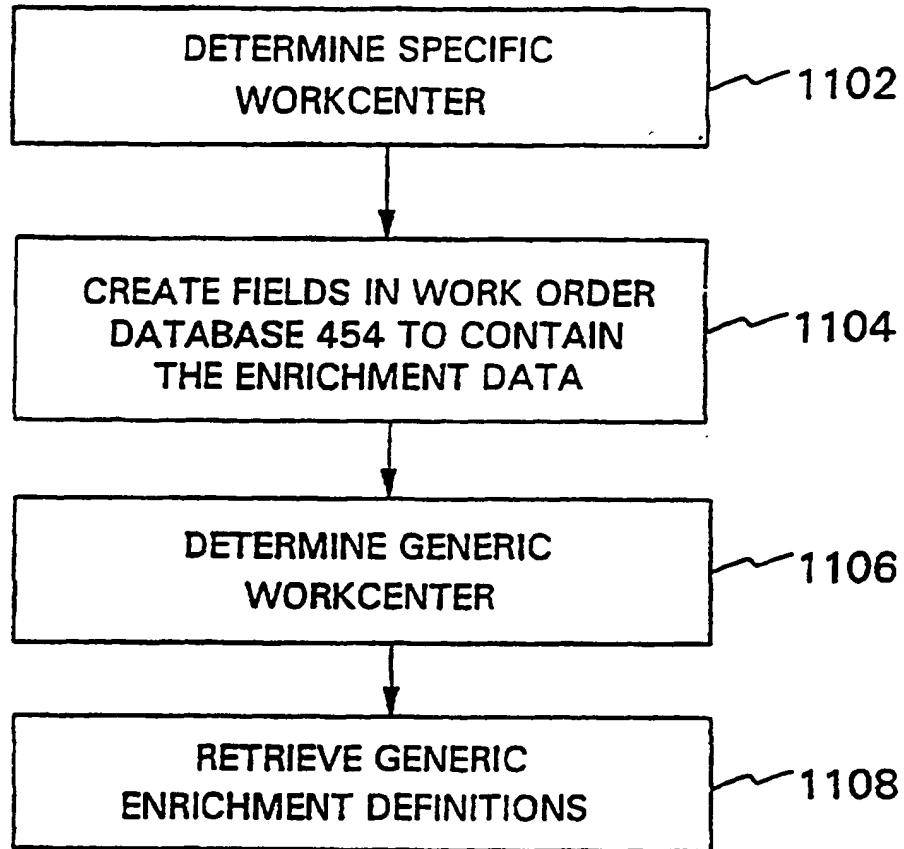 DETERMINE SPECIFIC
WORKCENTER
1102
CREATE FIELDS IN WORK ORDER
DATABASE 454 TO CONTAIN
THE ENRICHMENT DATA
1104
DETERMINE GENERIC
WORKCENTER
1106
RETRIEVE GENERIC
ENRICHMENT DEFINITIONS
1108